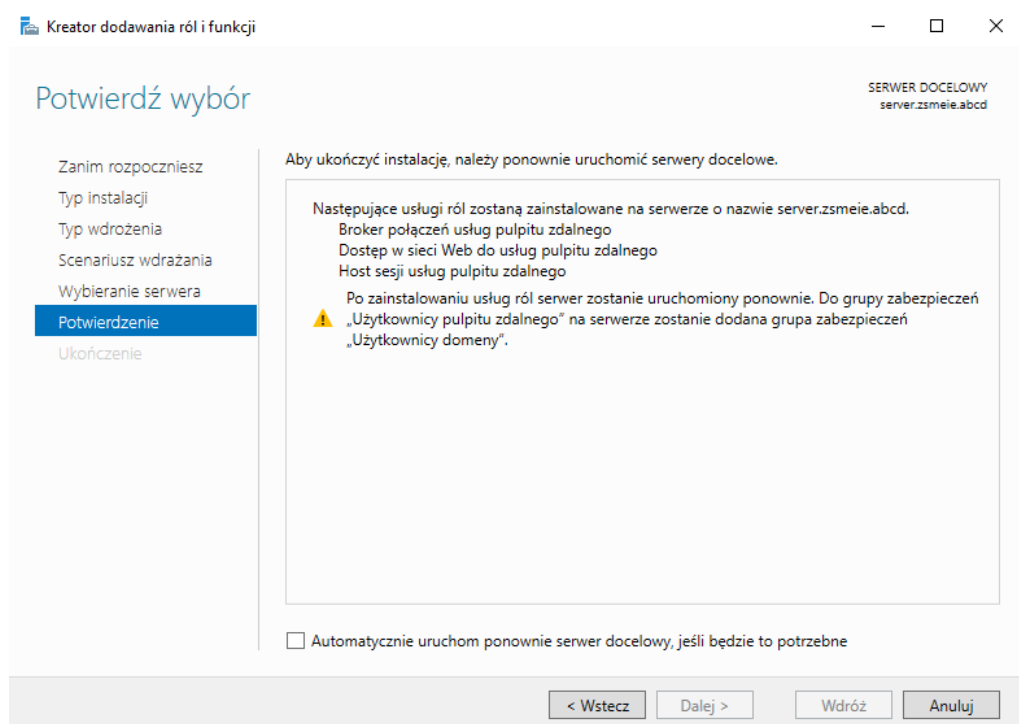 Kreator dodawania ról i funkcji
Potwierdź wybór
SERWER DOCELOWY
server.zsmeie.abcd
Zanim rozpoczniesz
Typ instalacji
Typ wdrożenia
Scenariusz wdrażania
Wybieranie serwera
Potwierdzenie
Ukończenie
Aby ukończyć instalację, należy ponownie uruchomić serwery docelowe.
Następujące usługi ról zostaną zainstalowane na serwerze o nazwie server.zsmeie.abcd.
Broker połączeń usług pulpitu zdalnego
Dostęp w sieci Web do usług pulpitu zdalnego
Host sesji usług pulpitu zdalnego
Po zainstalowaniu usług ról serwer zostanie uruchomiony ponownie. Do grupy zabezpieczeń
„Użytkownicy pulpitu zdalnego” na serwerze zostanie dodana grupa zabezpieczeń
„Użytkownicy domeny”.
Automatycznie uruchom ponownie serwer docelowy, jeśli będzie to potrzebne
< Wstecz
Dalej >
Wdróż
Anuluj